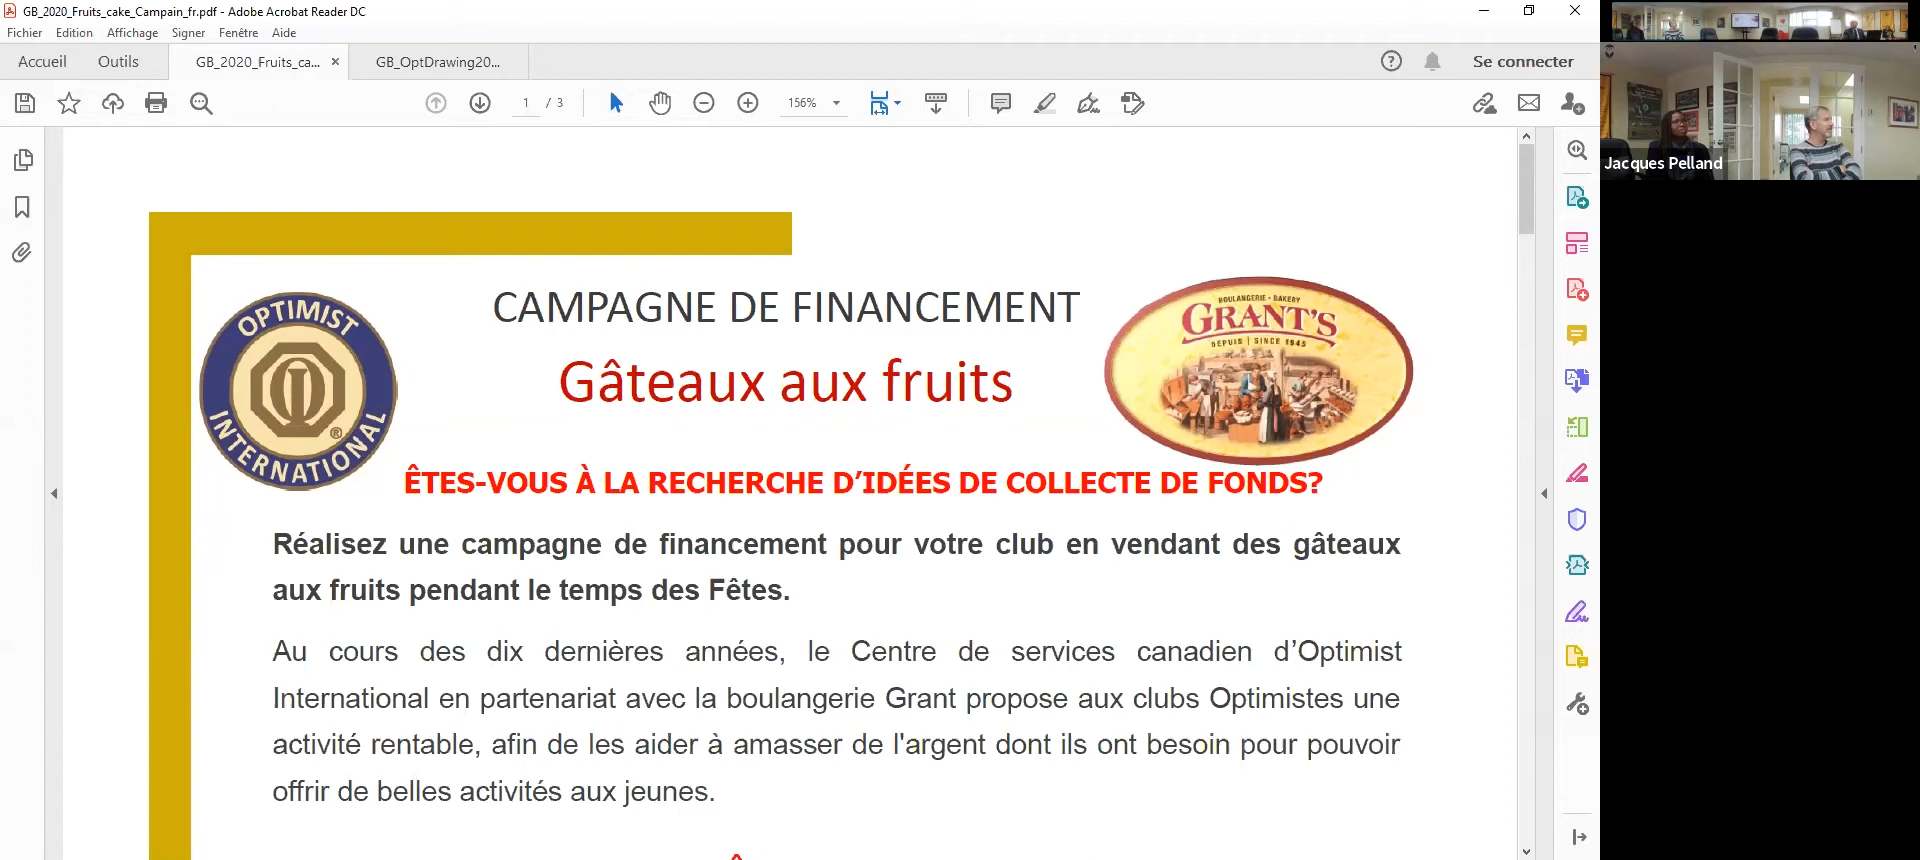 GB_2020_Fruits_cake_Campain_fr.pdf - Adobe Acrobat Reader DC
Fichier Edition Affichage Signer Fenêtre Aide
Accueil Outils GB_2020_Fruits_ca... × GB_OptDrawing20... Se connecter
1 / 3 156%
Jacques Pelland
CAMPAGNE DE FINANCEMENT
Gâteaux aux fruits
OPTIMIST
INTERNATIONAL
®
BOULANGERIE • BAKERY
GRANT'S
DEPUIS | SINCE 1945
ÊTES-VOUS À LA RECHERCHE D’IDÉES DE COLLECTE DE FONDS?
Réalisez une campagne de financement pour votre club en vendant des gâteaux
aux fruits pendant le temps des Fêtes.
Au cours des dix dernières années, le Centre de services canadien d’Optimist
International en partenariat avec la boulangerie Grant propose aux clubs Optimistes une
activité rentable, afin de les aider à amasser de l'argent dont ils ont besoin pour pouvoir
offrir de belles activités aux jeunes.